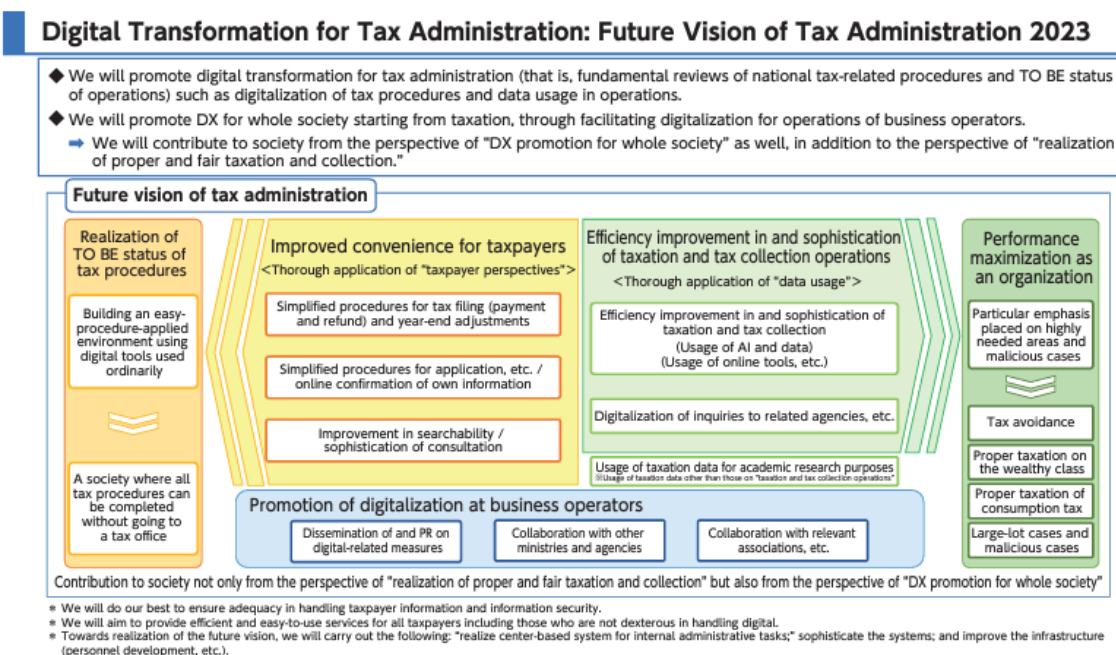 Digital Transformation for Tax Administration: Future Vision of Tax Administration 2023
◆ We will promote digital transformation for tax administration (that is, fundamental reviews of national tax-related procedures and TO BE status
of operations) such as digitalization of tax procedures and data usage in operations.
◆ We will promote DX for whole society starting from taxation, through facilitating digitalization for operations of business operators.
➡ We will contribute to society from the perspective of “DX promotion for whole society” as well, in addition to the perspective of “realization
of proper and fair taxation and collection.”
Future vision of tax administration
Realization of
TO BE status of
tax procedures
Building an easy-
procedure-applied
environment using
digital tools used
ordinarily
A society where all
tax procedures can
be completed
without going to
a tax office
Improved convenience for taxpayers
<Thorough application of “taxpayer perspectives”>
Simplified procedures for tax filing (payment
and refund) and year-end adjustments
Simplified procedures for application, etc. /
online confirmation of own information
Improvement in searchability /
sophistication of consultation
Efficiency improvement in and sophistication
of taxation and tax collection operations
<Thorough application of “data usage”>
Efficiency improvement in and sophistication of
taxation and tax collection
(Usage of AI and data)
(Usage of online tools, etc.)
Digitalization of inquiries to related agencies, etc.
Usage of taxation data for academic research purposes
※Usage of taxation data other than those on “taxation and tax collection operations”
Performance
maximization as
an organization
Particular emphasis
placed on highly
needed areas and
malicious cases
Tax avoidance
Proper taxation on
the wealthy class
Proper taxation of
consumption tax
Large-lot cases and
malicious cases
Promotion of digitalization at business operators
Dissemination of and PR on
digital-related measures
Collaboration with other
ministries and agencies
Collaboration with relevant
associations, etc.
Contribution to society not only from the perspective of “realization of proper and fair taxation and collection” but also from the perspective of “DX promotion for whole society”
* We will do our best to ensure adequacy in handling taxpayer information and information security.
* We will aim to provide efficient and easy-to-use services for all taxpayers including those who are not dexterous in handling digital.
* Towards realization of the future vision, we will carry out the following: “realize center-based system for internal administrative tasks;” sophisticate the systems; and improve the infrastructure
(personnel development, etc.).